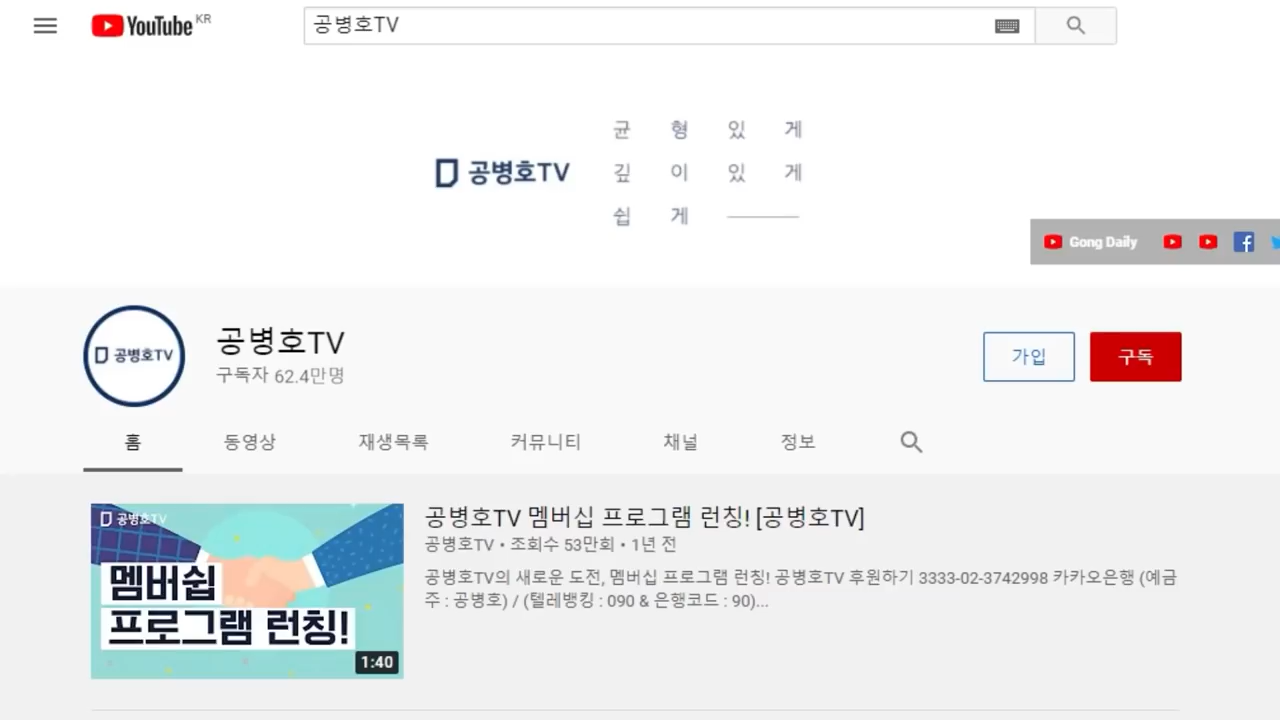 YouTube KR
공병호TV
균 형 있 게
공병호TV
깊 이 있 게
쉽 게
Gong Daily
공병호TV
공병호TV
구독자 62.4만명
가입
구독
홈 동영상 재생목록 커뮤니티 채널 정보
공병호TV
멤버쉽
프로그램 런칭!
1:40
공병호TV 멤버십 프로그램 런칭! [공병호TV]
공병호TV • 조회수 53만회 • 1년 전
공병호TV의 새로운 도전, 멤버십 프로그램 런칭! 공병호TV 후원하기 3333-02-3742998 카카오은행 (예금
주 : 공병호) / (텔레뱅킹 : 090 & 은행코드 : 90)...